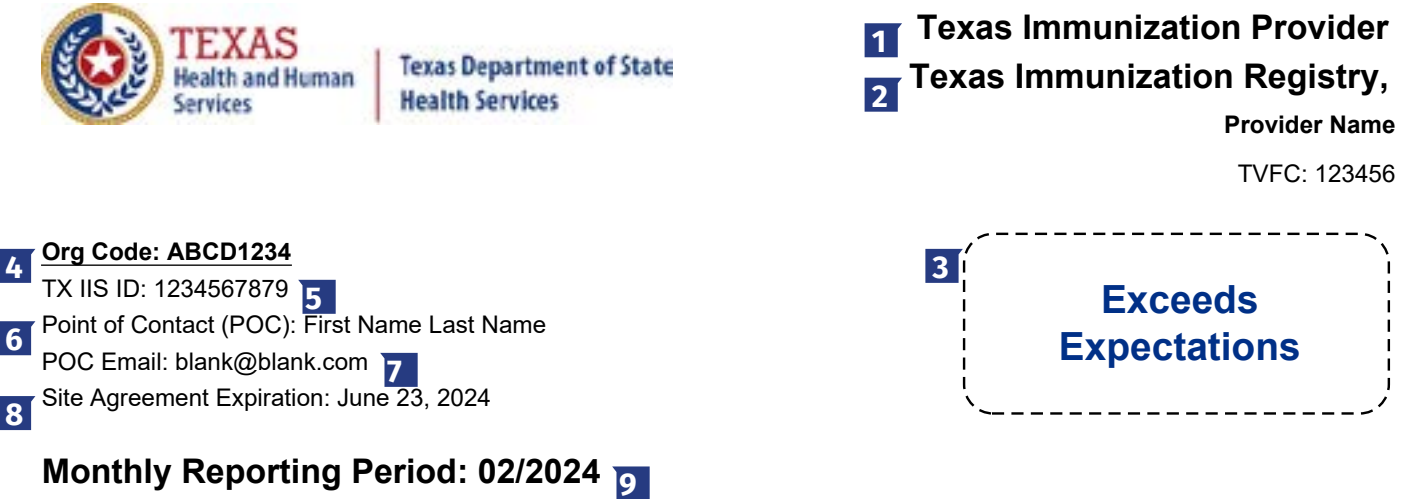 TEXAS
Health and Human
Services
Texas Department of State
Health Services
1 Texas Immunization Provider
2 Texas Immunization Registry,
Provider Name
TVFC: 123456
3
Exceeds
Expectations
4 Org Code: ABCD1234
TX IIS ID: 1234567879 5
6 Point of Contact (POC): First Name Last Name
POC Email: blank@blank.com 7
8 Site Agreement Expiration: June 23, 2024
Monthly Reporting Period: 02/2024 9